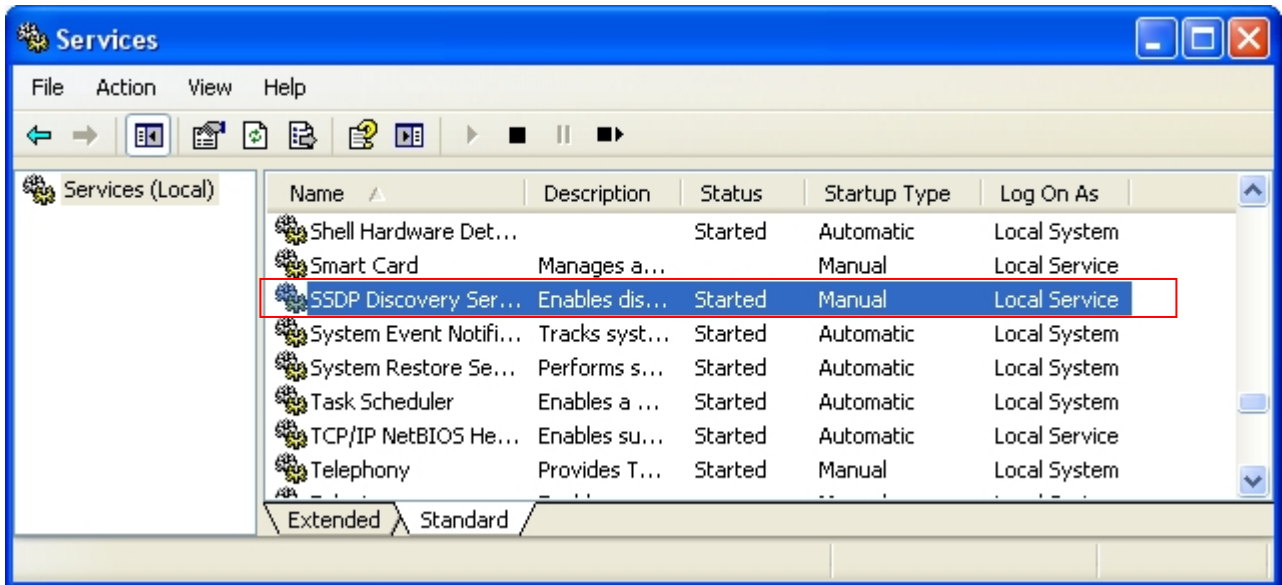 Services
File Action View Help
Services (Local)
Name Description Status Startup Type Log On As
Shell Hardware Det... Started Automatic Local System
Smart Card Manages a... Manual Local Service
SSDP Discovery Ser... Enables dis... Started Manual Local Service
System Event Notifi... Tracks syst... Started Automatic Local System
System Restore Se... Performs s... Started Automatic Local System
Task Scheduler Enables a ... Started Automatic Local System
TCP/IP NetBIOS He... Enables su... Started Automatic Local Service
Telephony Provides T... Started Manual Local System
Extended Standard